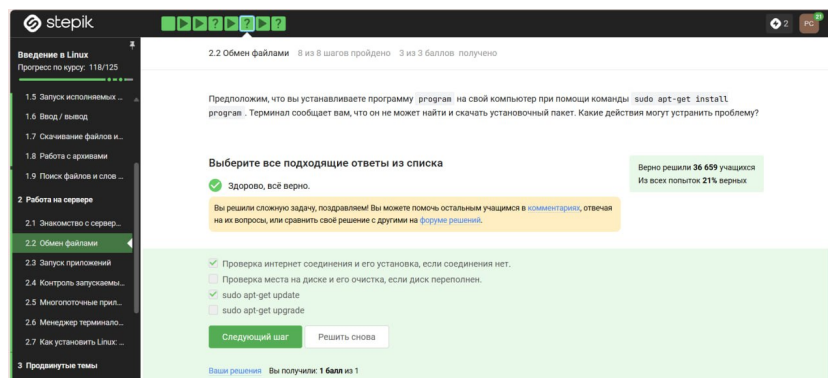 stepik
2
PC
21
Введение в Linux
Прогресс по курсу: 118/125
1.5 Запуск исполняемых ...
1.6 Ввод / вывод
1.7 Скачивание файлов и...
1.8 Работа с архивами
1.9 Поиск файлов и слов ...
2 Работа на сервере
2.1 Знакомство с сервер...
2.2 Обмен файлами
2.3 Запуск приложений
2.4 Контроль запускаемы...
2.5 Многопоточные прил...
2.6 Менеджер терминало...
2.7 Как установить Linux: ...
3 Продвинутые темы
2.2 Обмен файлами 8 из 8 шагов пройдено 3 из 3 баллов получено
Предположим, что вы устанавливаете программу program на свой компьютер при помощи команды sudo apt-get install
program . Терминал сообщает вам, что он не может найти и скачать установочный пакет. Какие действия могут устранить проблему?
Выберите все подходящие ответы из списка
Здорово, всё верно.
Верно решили 36 659 учащихся
Из всех попыток 21% верных
Вы решили сложную задачу, поздравляем! Вы можете помочь остальным учащимся в комментариях, отвечая
на их вопросы, или сравнить своё решение с другими на форуме решений.
Проверка интернет соединения и его установка, если соединения нет.
Проверка места на диске и его очистка, если диск переполнен.
sudo apt-get update
sudo apt-get upgrade
Следующий шаг
Решить снова
Ваши решения Вы получили: 1 балл из 1